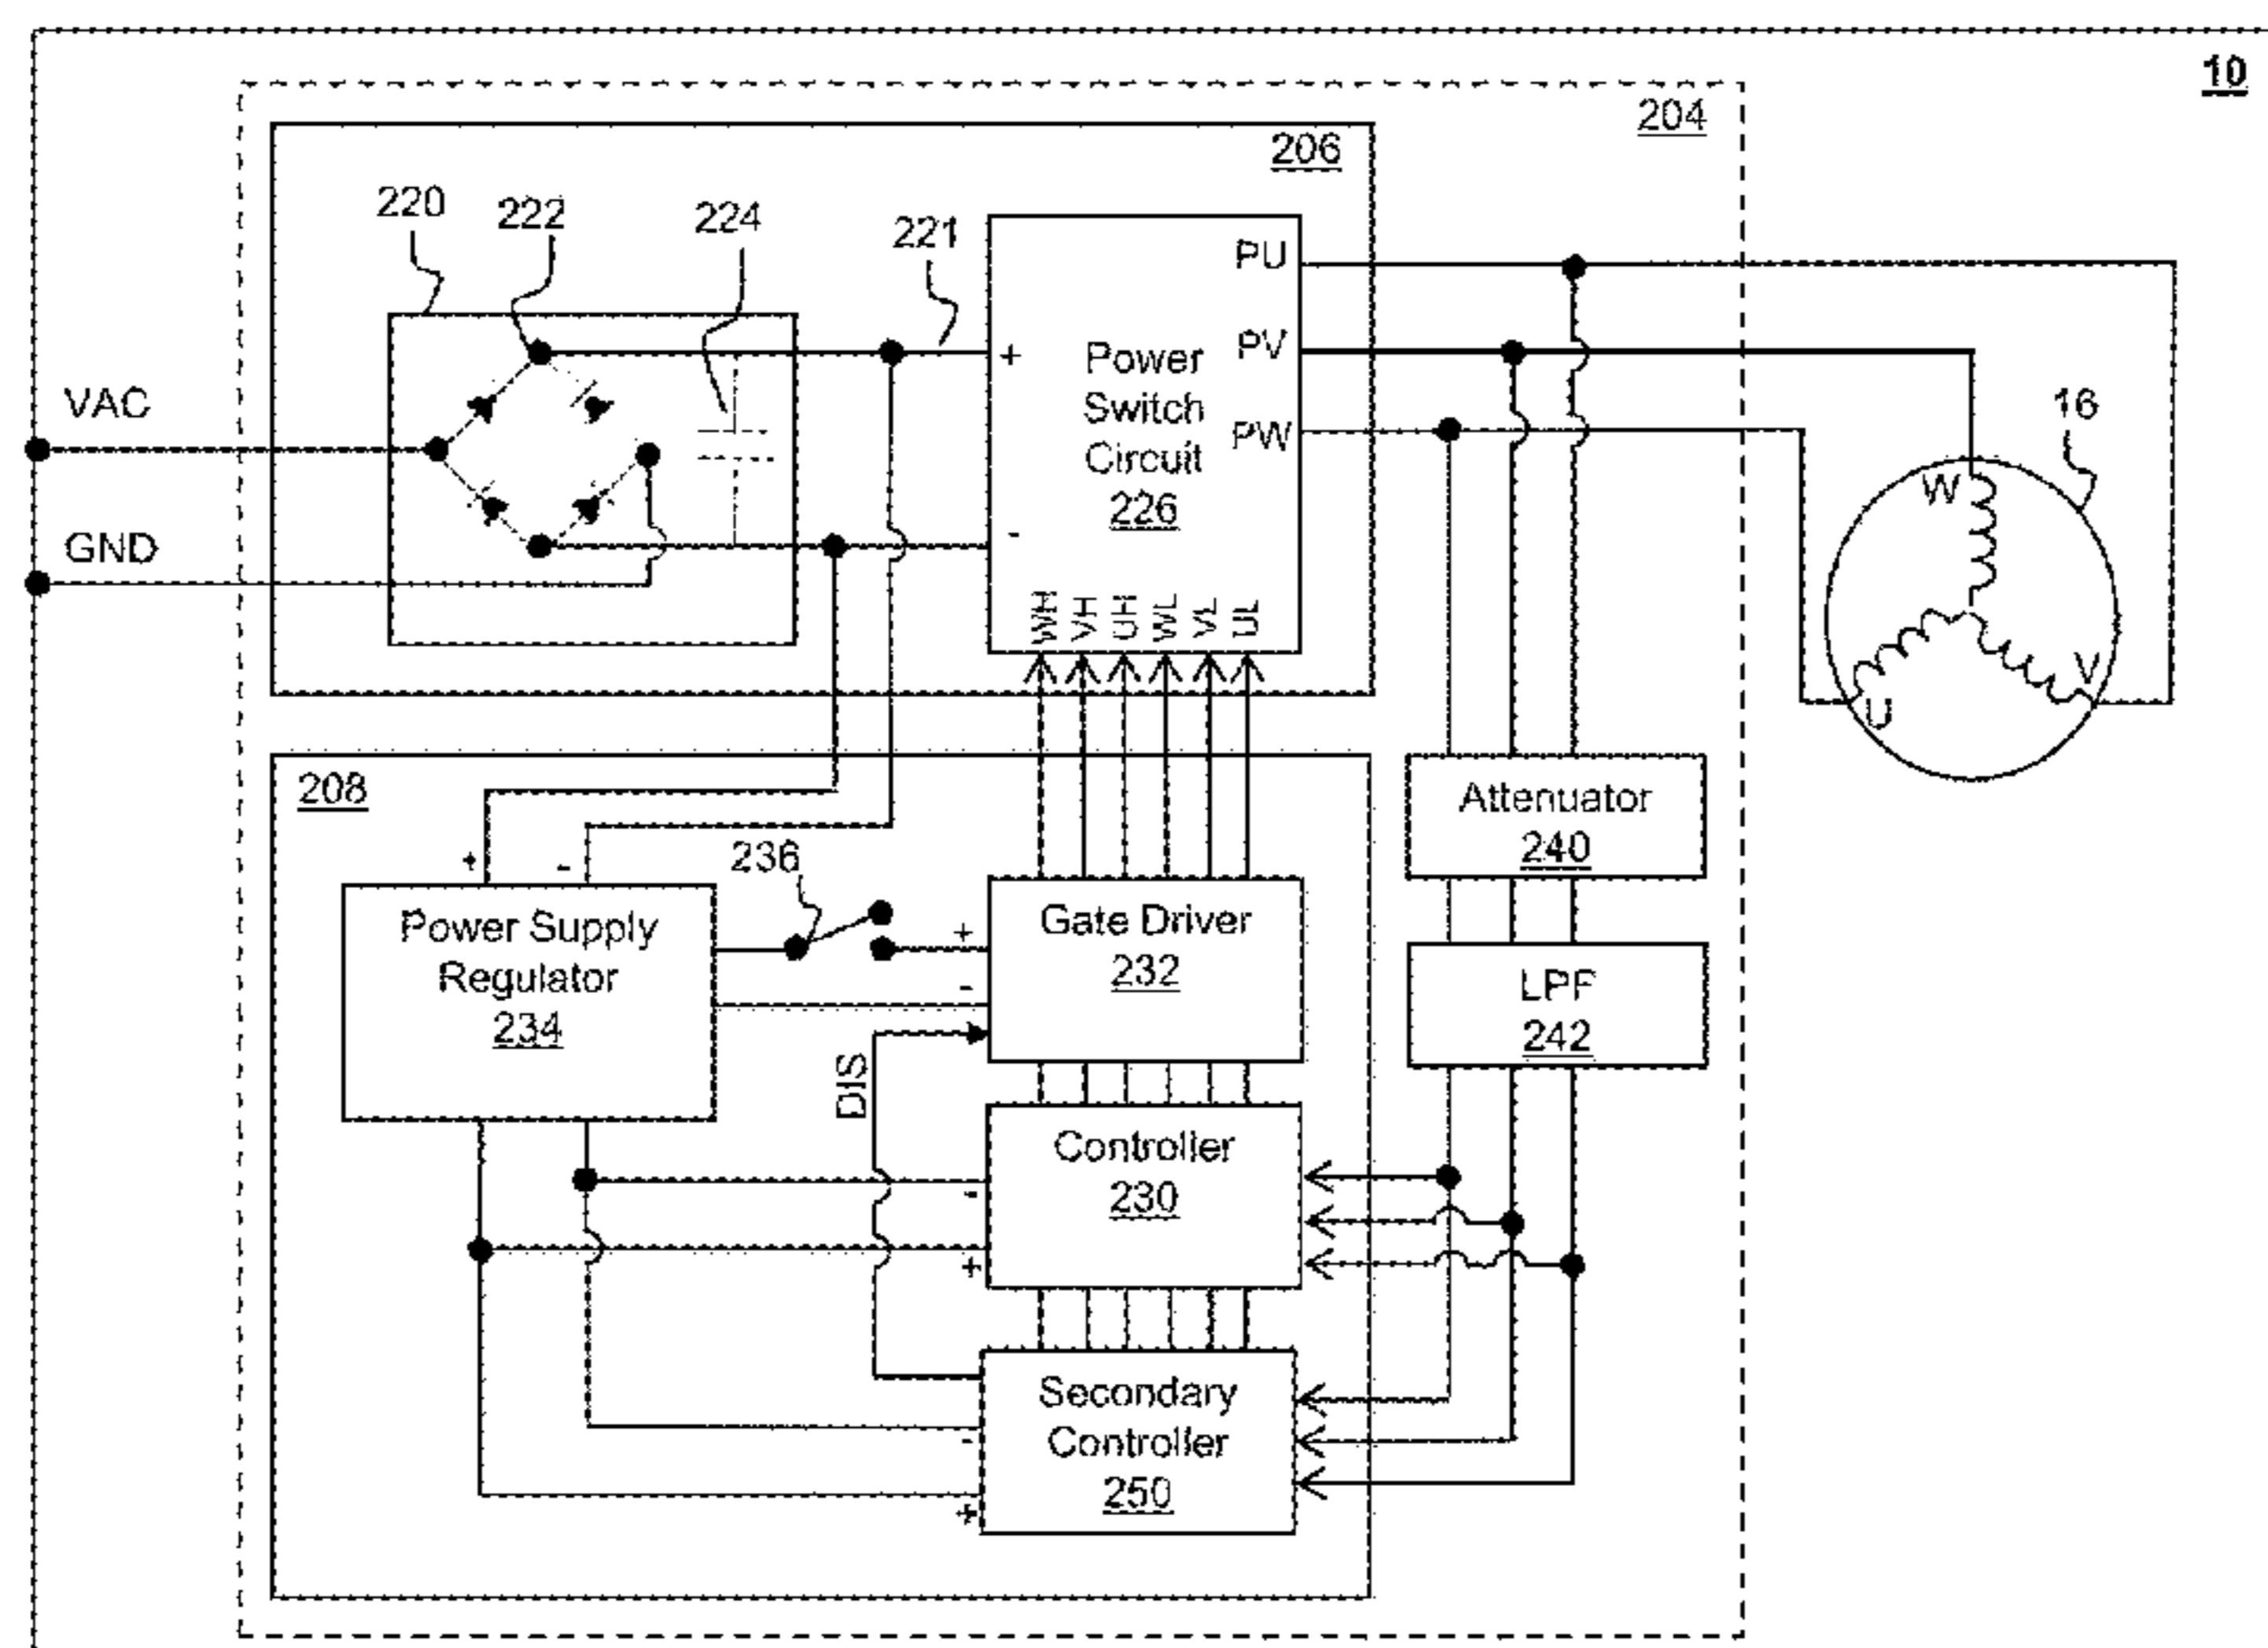 10
204
206
220
222
224
221
PU
PV
PW
+
Power
Switch
Circuit
226
-
VAC
GND
16
W
V
U
WH
VH
UH
WL
VL
UL
208
+
-
236
Attenuator
240
Power Supply
Regulator
234
+
-
Gate Driver
232
LPF
242
DIS
Controller
230
-
+
Secondary
Controller
250
-
+